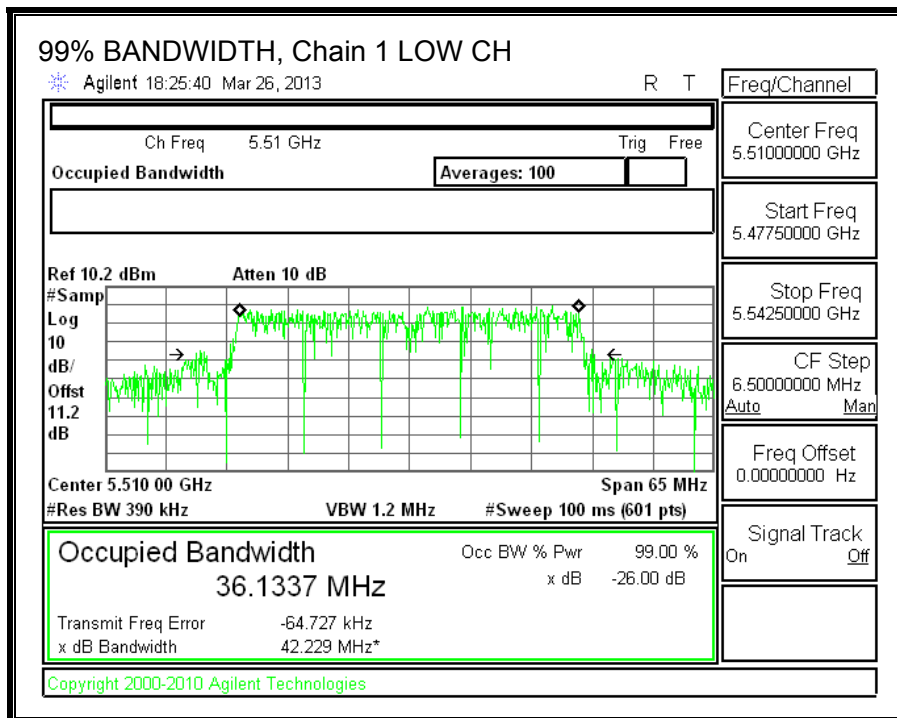 99% BANDWIDTH, Chain 1 LOW CH
Agilent 18:25:40 Mar 26, 2013 R T
Freq/Channel
Ch Freq 5.51 GHz Trig Free
Occupied Bandwidth Averages: 100
Center Freq
5.51000000 GHz
Start Freq
5.47750000 GHz
Stop Freq
5.54250000 GHz
CF Step
6.50000000 MHz
Auto Man
Freq Offset
0.00000000 Hz
Signal Track
On Off
Ref 10.2 dBm Atten 10 dB
#Samp
Log
10
dB/
Offst
11.2
dB
Center 5.510 00 GHz Span 65 MHz
#Res BW 390 kHz VBW 1.2 MHz #Sweep 100 ms (601 pts)
Occupied Bandwidth Occ BW % Pwr 99.00 %
36.1337 MHz x dB -26.00 dB
Transmit Freq Error -64.727 kHz
x dB Bandwidth 42.229 MHz*
Copyright 2000-2010 Agilent Technologies